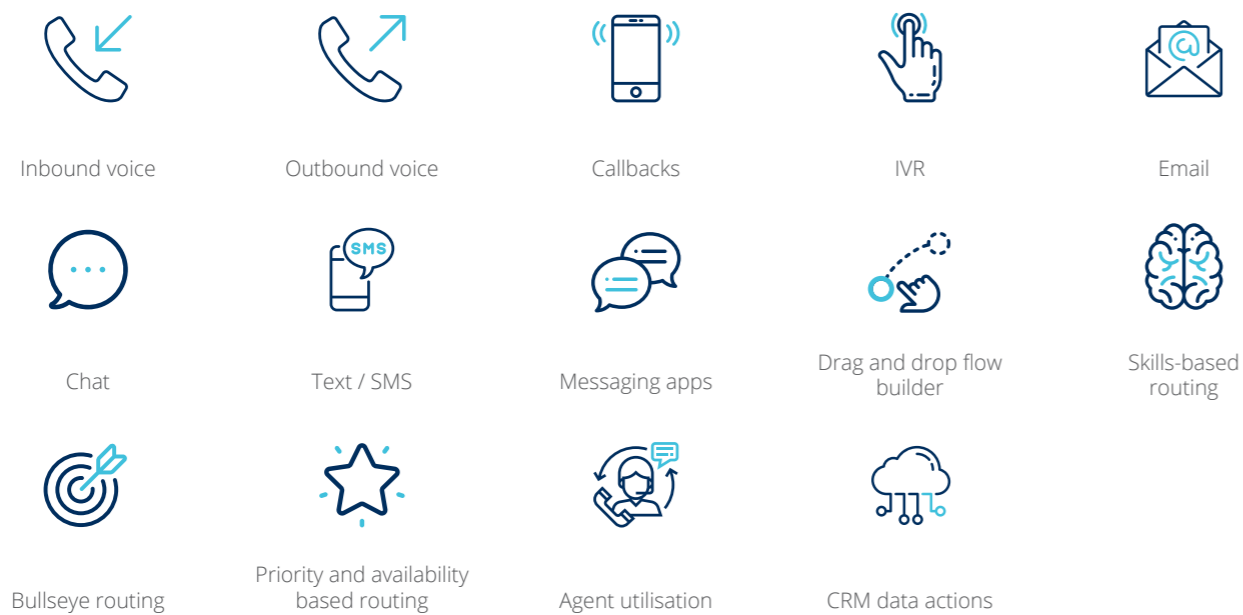 Inbound voice
Outbound voice
Callbacks
IVR
Email
SMS
Chat
Text / SMS
Messaging apps
Drag and drop flow
builder
Skills-based
routing
Bullseye routing
Priority and availability
based routing
Agent utilisation
CRM data actions